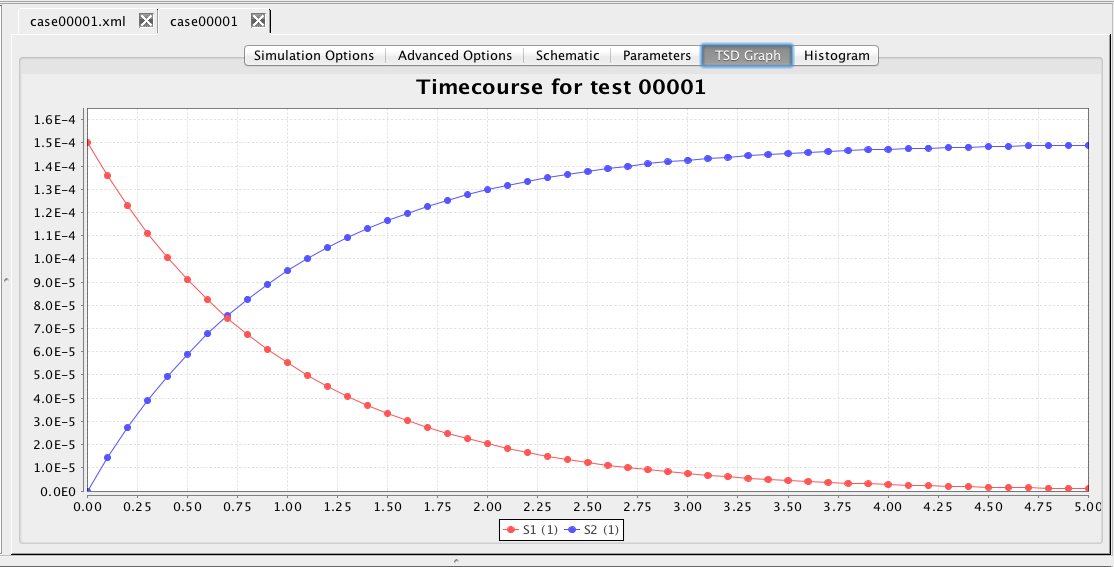 case00001.xml case00001
Simulation Options Advanced Options Schematic Parameters TSD Graph Histogram
Timecourse for test 00001
1.6E-4
1.5E-4
1.4E-4
1.3E-4
1.2E-4
1.1E-4
1.0E-4
9.0E-5
8.0E-5
7.0E-5
6.0E-5
5.0E-5
4.0E-5
3.0E-5
2.0E-5
1.0E-5
0.0E0
0.00 0.25 0.50 0.75 1.00 1.25 1.50 1.75 2.00 2.25 2.50 2.75 3.00 3.25 3.50 3.75 4.00 4.25 4.50 4.75 5.00
S1 (1) S2 (1)